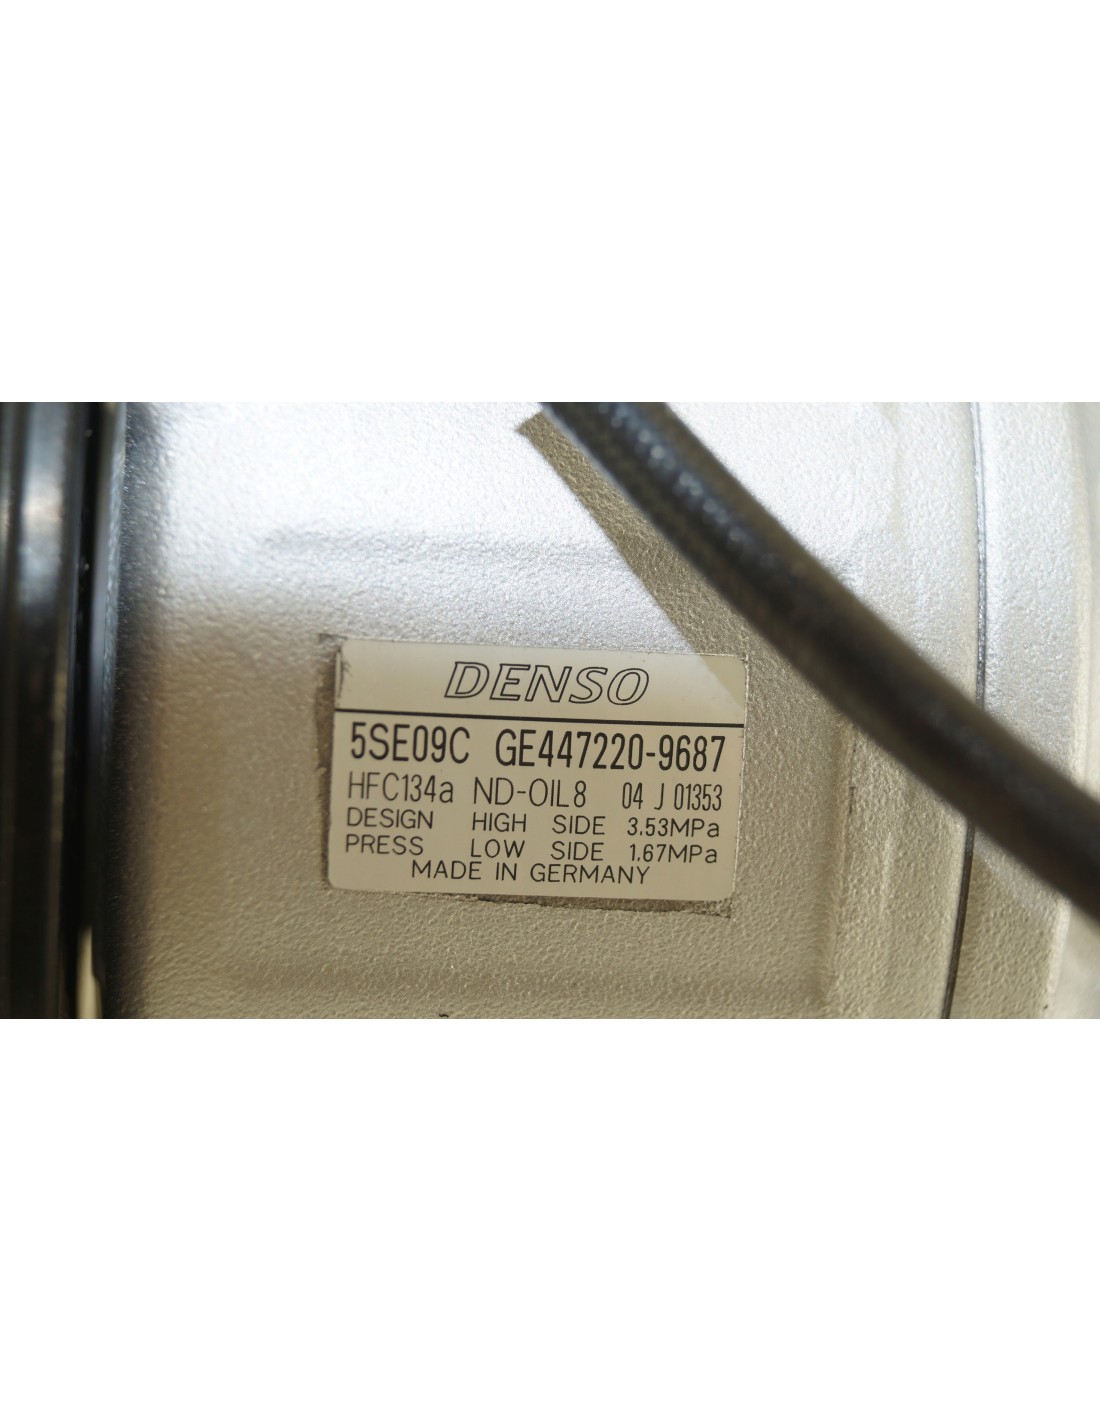 DENSO
5SE09C GE447220-9687
HFC134a ND-OIL8 04 J 01353
DESIGN HIGH SIDE 3.53MPa
PRESS LOW SIDE 1.67MPa
MADE IN GERMANY